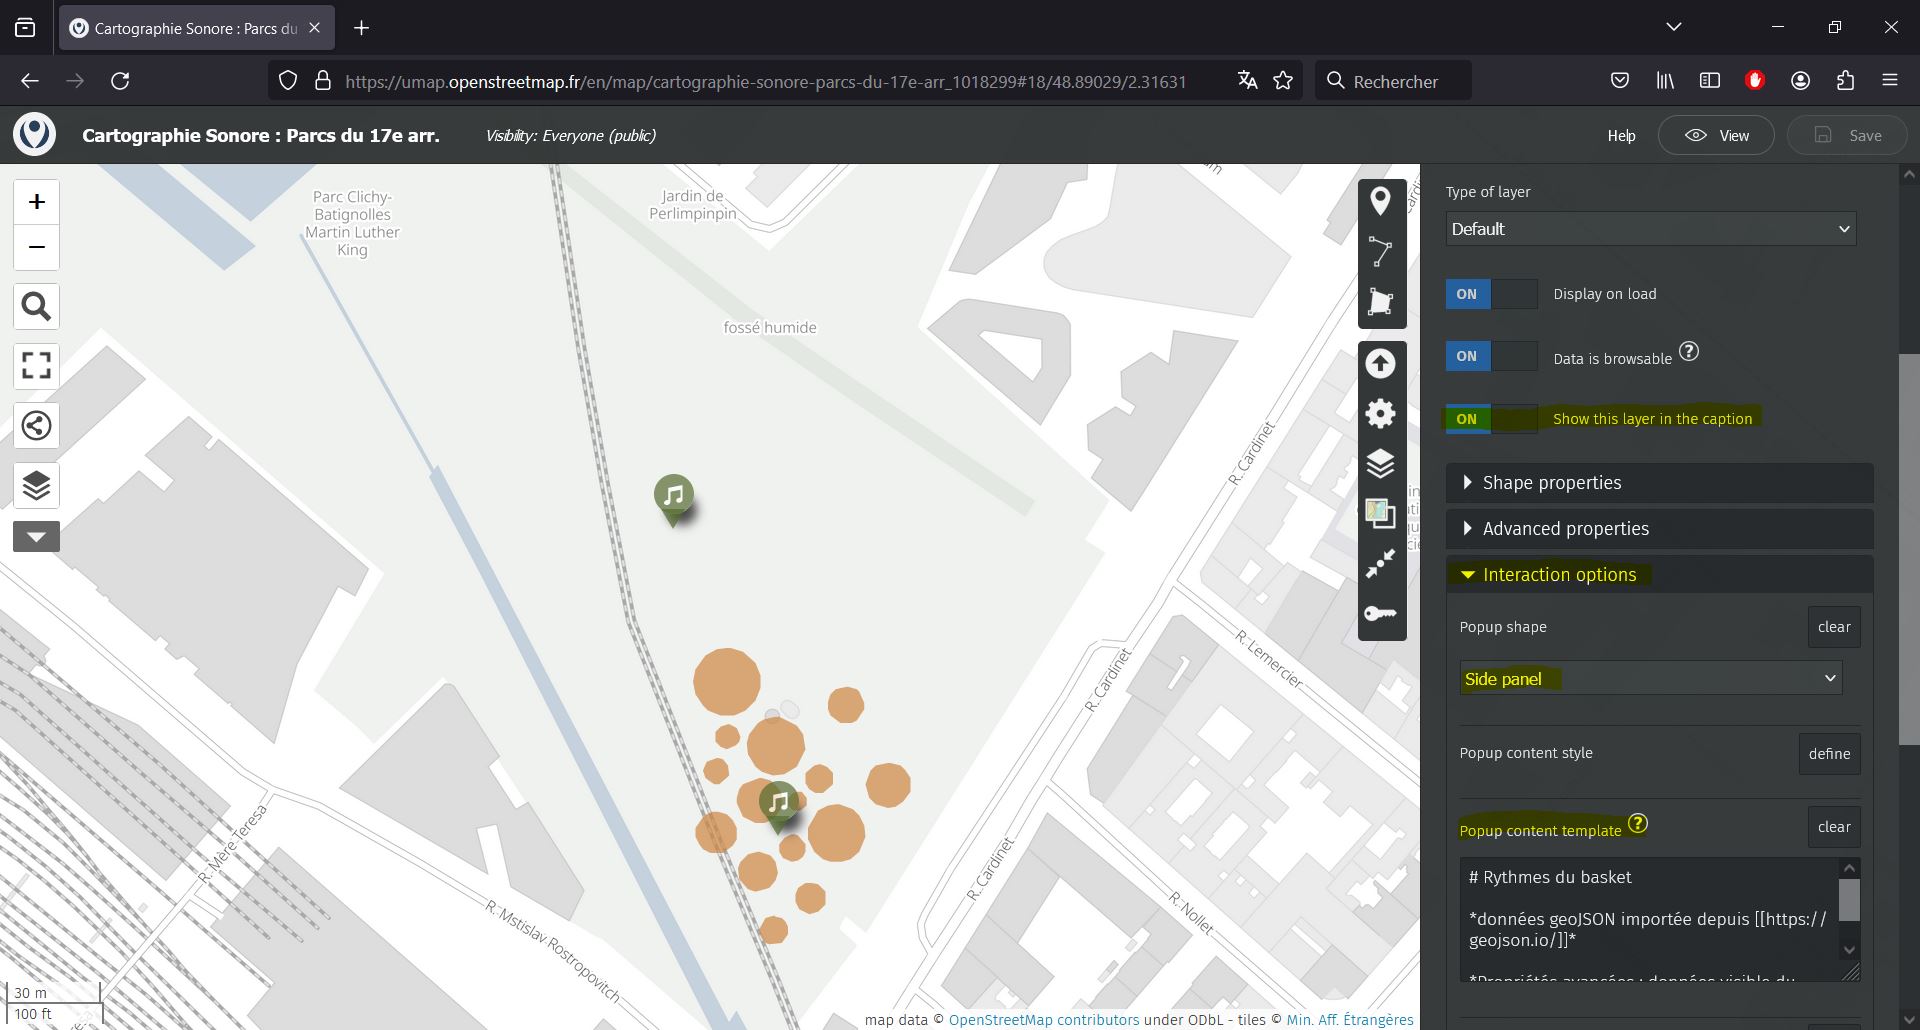 Cartographie Sonore : Parcs du
https://umap.openstreetmap.fr/en/map/cartographie-sonore-parcs-du-17e-arr_1018299#18/48.89029/2.31631
Rechercher
Cartographie Sonore : Parcs du 17e arr.
Visibility: Everyone (public)
Help
View
Save
+
−
Parc Clichy-
Batignolles
Martin Luther
King
Jardin de
Perlimpinpin
fossé humide
R. Cardinet
R. Cardinet
R. Cardinet
R. Lemercier
R. Nollet
R. Mère-Teresa
R. Mstislav Rostropovitch
30 m
100 ft
map data © OpenStreetMap contributors under ODbL - tiles © Min. Aff. Étrangères
Type of layer
Default
ON Display on load
ON Data is browsable ?
ON Show this layer in the caption
Shape properties
Advanced properties
Interaction options
Popup shape
clear
Side panel
Popup content style
define
Popup content template ?
clear
# Rythmes du basket
*données geoJSON importée depuis [[https://
geojson.io/]]*
*Propriétés avancées : données visible du